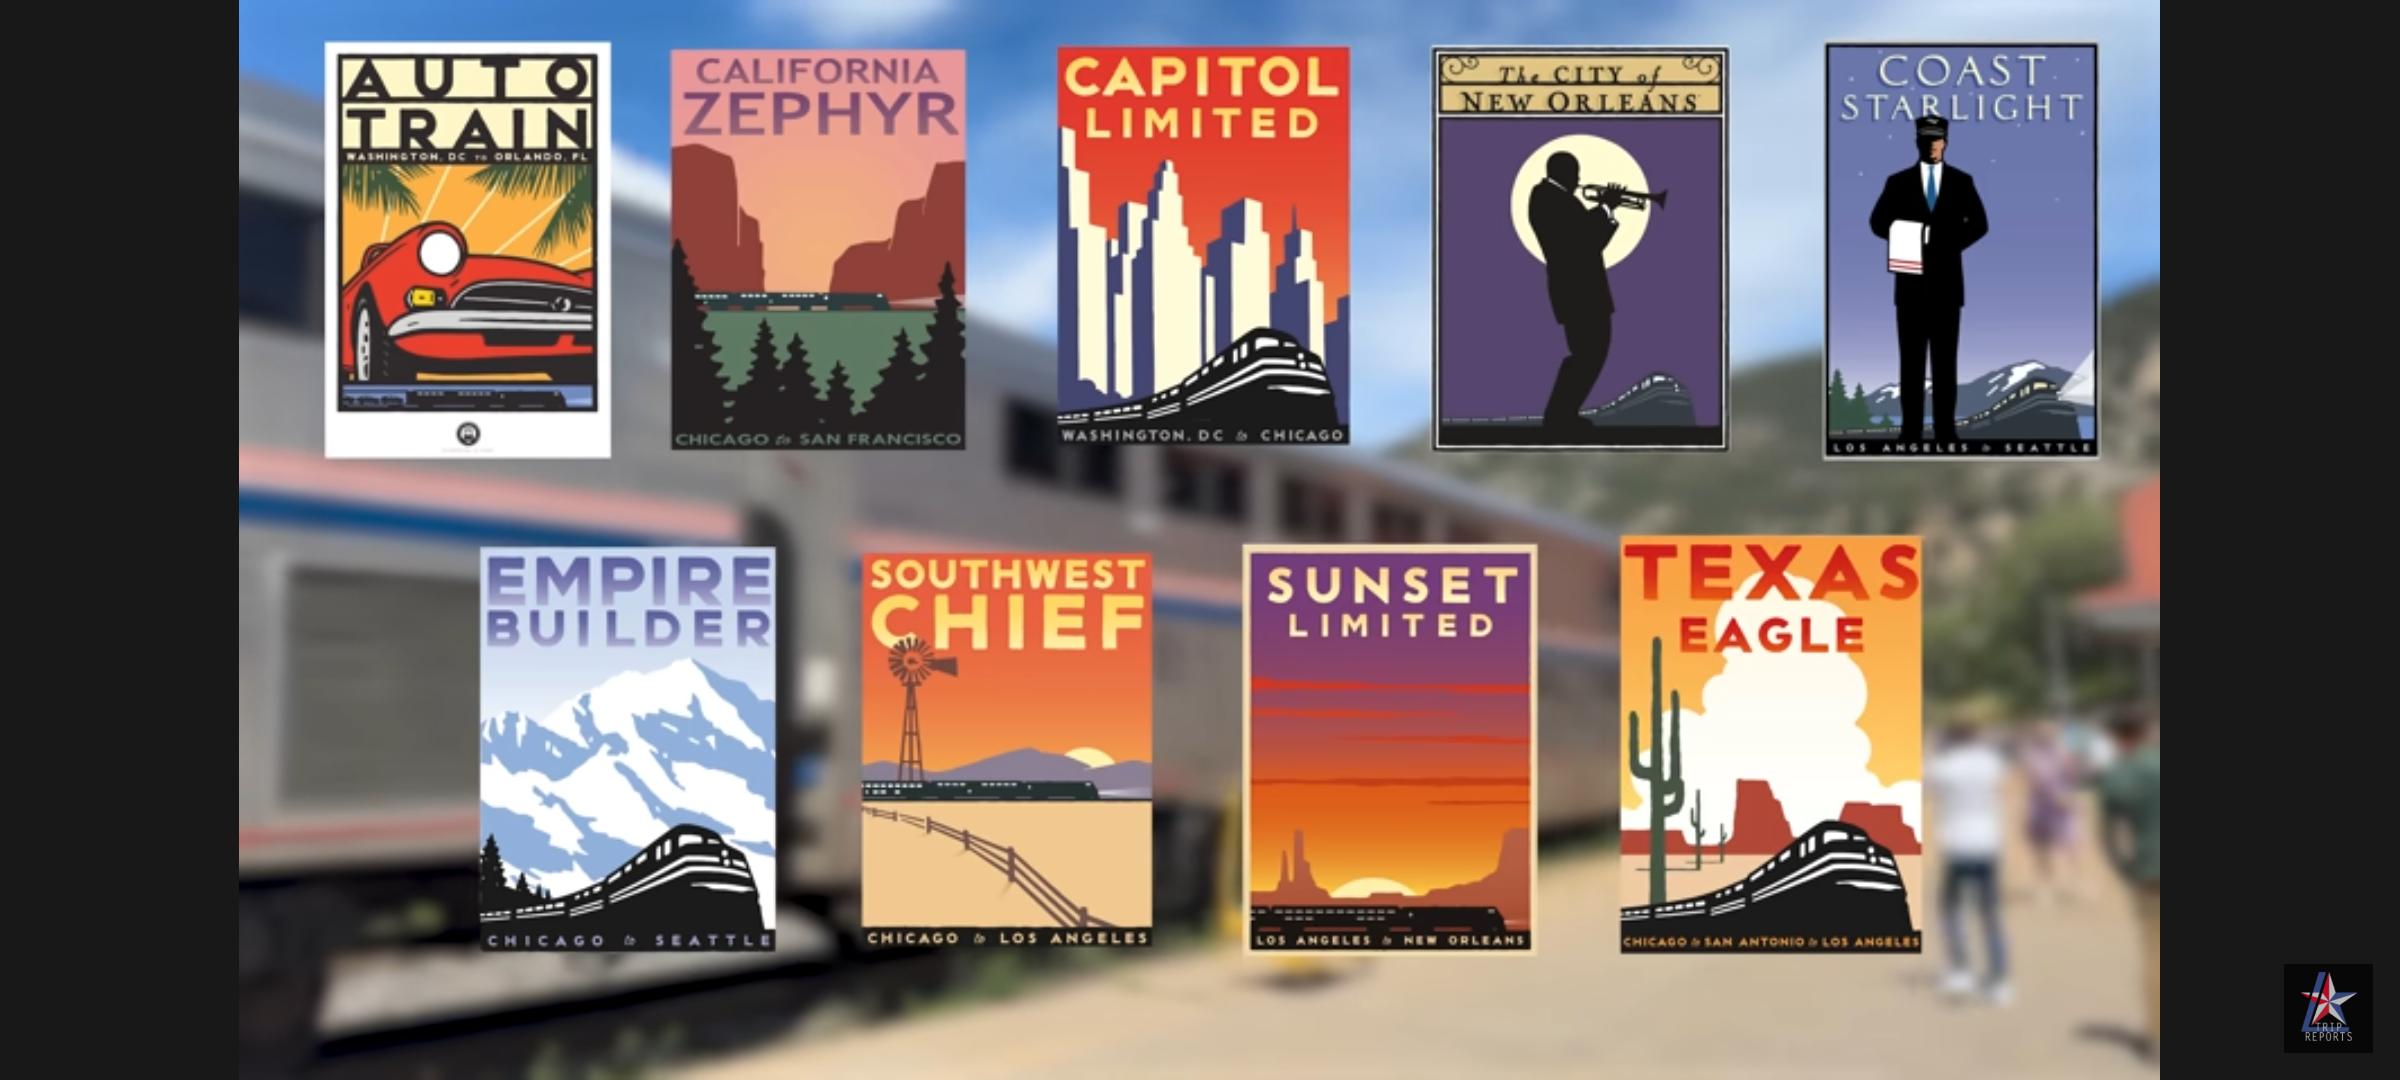 AUTO
TRAIN
WASHINGTON, DC TO ORLANDO, FL
CALIFORNIA
ZEPHYR
CHICAGO to SAN FRANCISCO
CAPITOL
LIMITED
WASHINGTON, DC to CHICAGO
The CITY of
NEW ORLEANS
COAST
STARLIGHT
LOS ANGELES to SEATTLE
EMPIRE
BUILDER
CHICAGO to SEATTLE
SOUTHWEST
CHIEF
CHICAGO to LOS ANGELES
SUNSET
LIMITED
LOS ANGELES to NEW ORLEANS
TEXAS
EAGLE
CHICAGO to SAN ANTONIO to LOS ANGELES
TRIP
REPORTS